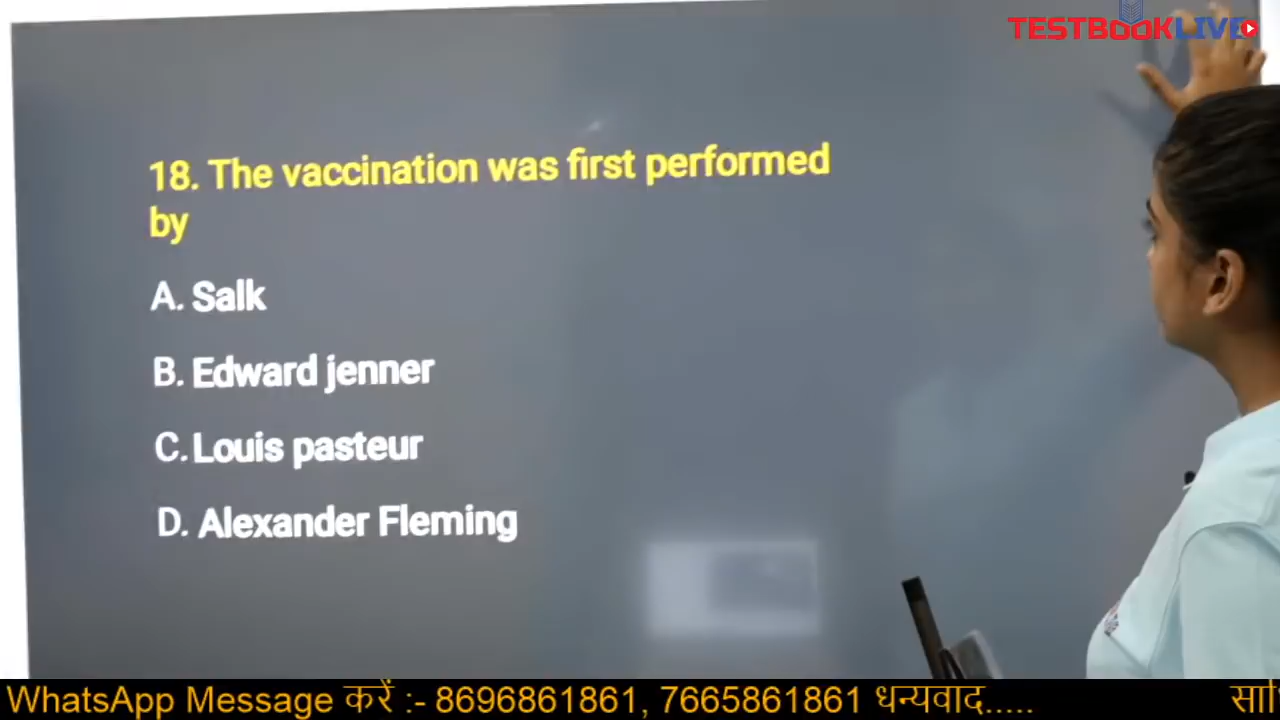 TESTBOOKLIVE
18. The vaccination was first performed
by
A. Salk
B. Edward jenner
C. Louis pasteur
D. Alexander Fleming
WhatsApp Message करें :- 8696861861, 7665861861 धन्यवाद.....